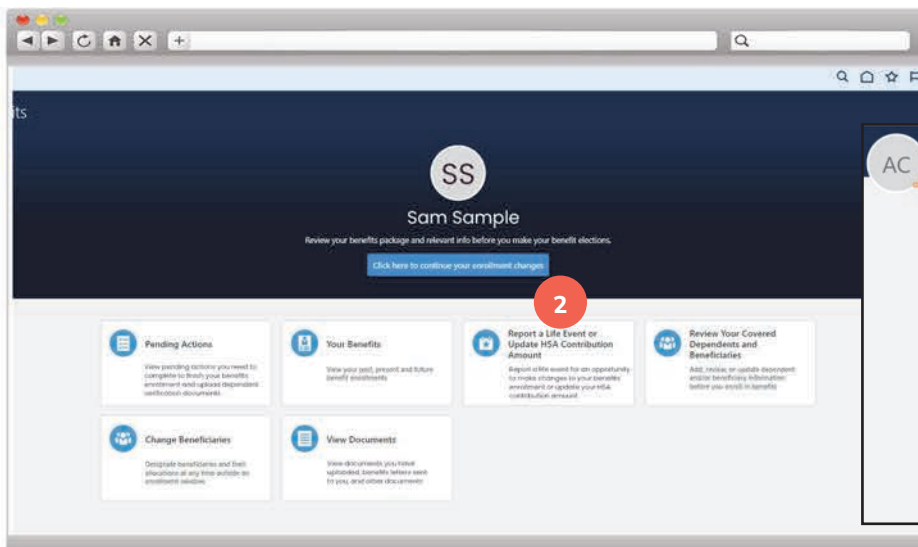 its
AC
SS
Sam Sample
Review your benefits package and relevant info before you make your benefit elections.
Click here to continue your enrollment changes
2
Pending Actions
View pending actions you need to
complete to finish your benefits
enrollment and upload dependent
verification documents
Your Benefits
View your past, present and future
benefit enrollments
Report a Life Event or
Update HSA Contribution
Amount
Report a life event for an opportunity
to make changes to your benefits
enrollment or update your HSA
contribution amount
Review Your Covered
Dependents and
Beneficiaries
Add, review, or update dependent
and/or beneficiary information
before you enroll in benefits
Change Beneficiaries
Designate beneficiaries and their
allocations at any time outside an
enrollment window
View Documents
View documents you have
uploaded, benefits letters sent
to you, and other documents